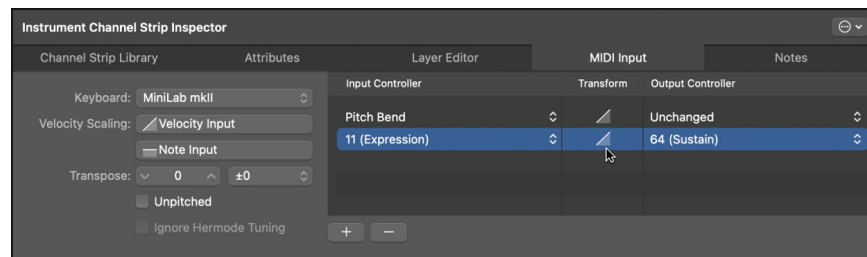 Instrument Channel Strip Inspector
Channel Strip Library Attributes Layer Editor MIDI Input Notes
Keyboard: MiniLab mkII
Velocity Scaling: Velocity Input
Note Input
Transpose: 0 ±0
Unpitched
Ignore Hermode Tuning
Input Controller Transform Output Controller
Pitch Bend Unchanged
11 (Expression) 64 (Sustain)
+ −